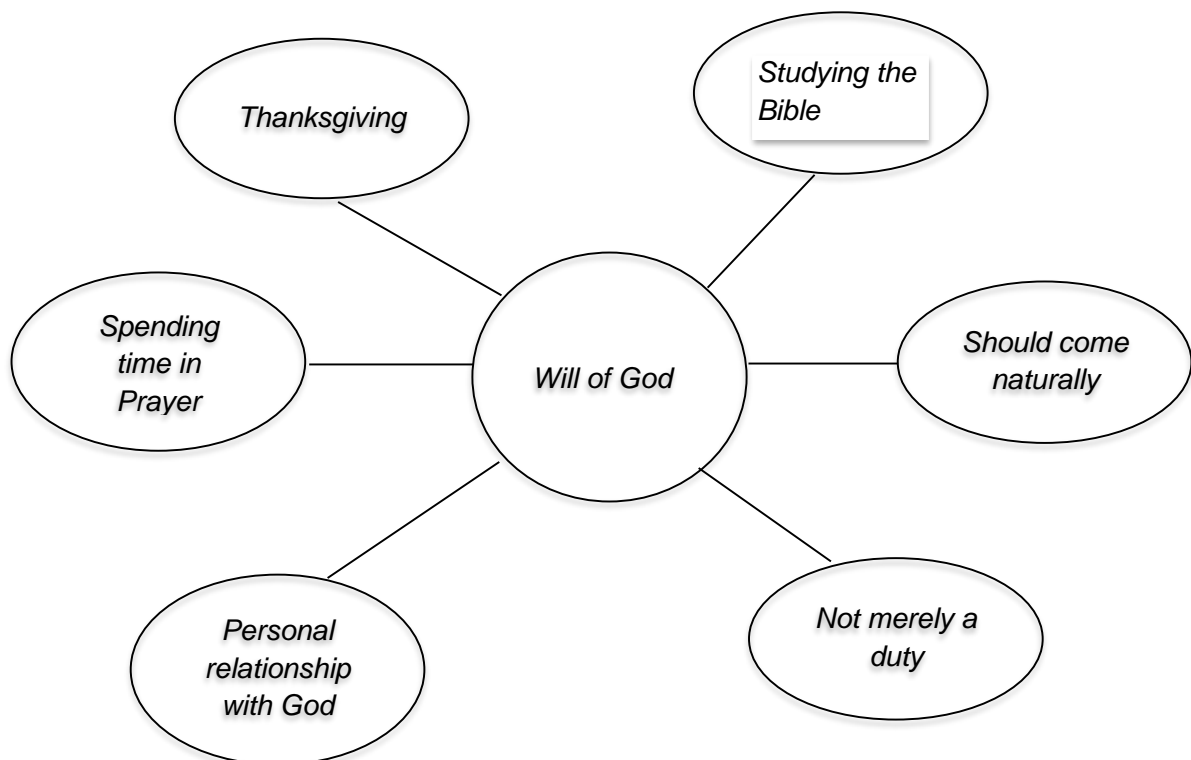 Thanksgiving
Studying the
Bible
Spending
time in
Prayer
Will of God
Should come
naturally
Personal
relationship
with God
Not merely a
duty